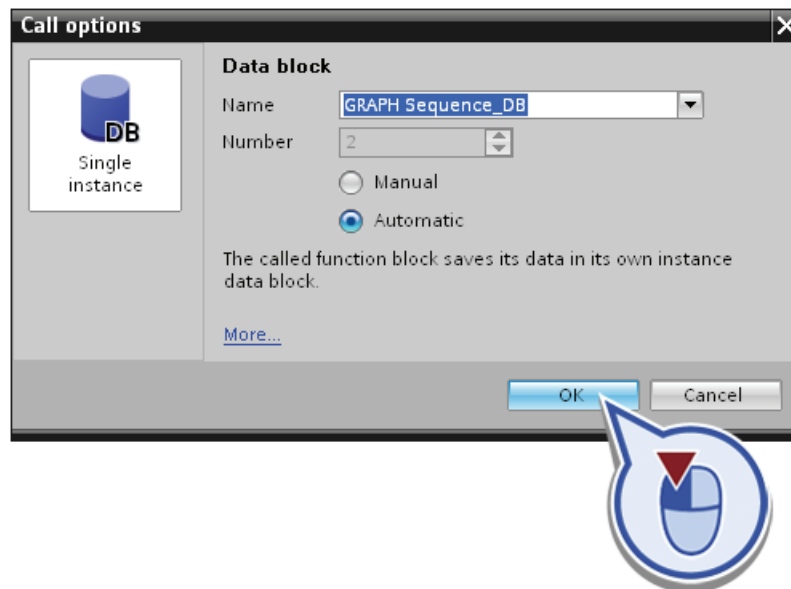 Call options
DB
Single
instance
Data block
Name GRAPH Sequence_DB
Number 2
Manual
Automatic
The called function block saves its data in its own instance
data block.
More...
OK Cancel